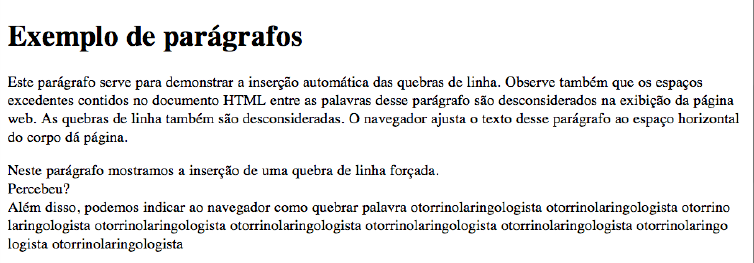 Exemplo de parágrafos
Este parágrafo serve para demonstrar a inserção automática das quebras de linha. Observe também que os espaços
excedentes contidos no documento HTML entre as palavras desse parágrafo são desconsiderados na exibição da página
web. As quebras de linha também são desconsideradas. O navegador ajusta o texto desse parágrafo ao espaço horizontal
do corpo dá página.
Neste parágrafo mostramos a inserção de uma quebra de linha forçada.
Percebeu?
Além disso, podemos indicar ao navegador como quebrar palavra otorrinolaringologista otorrinolaringologista otorrino
laringologista otorrinolaringologista otorrinolaringologista otorrinolaringologista otorrinolaringologista otorrinolaringo
logista otorrinolaringologista